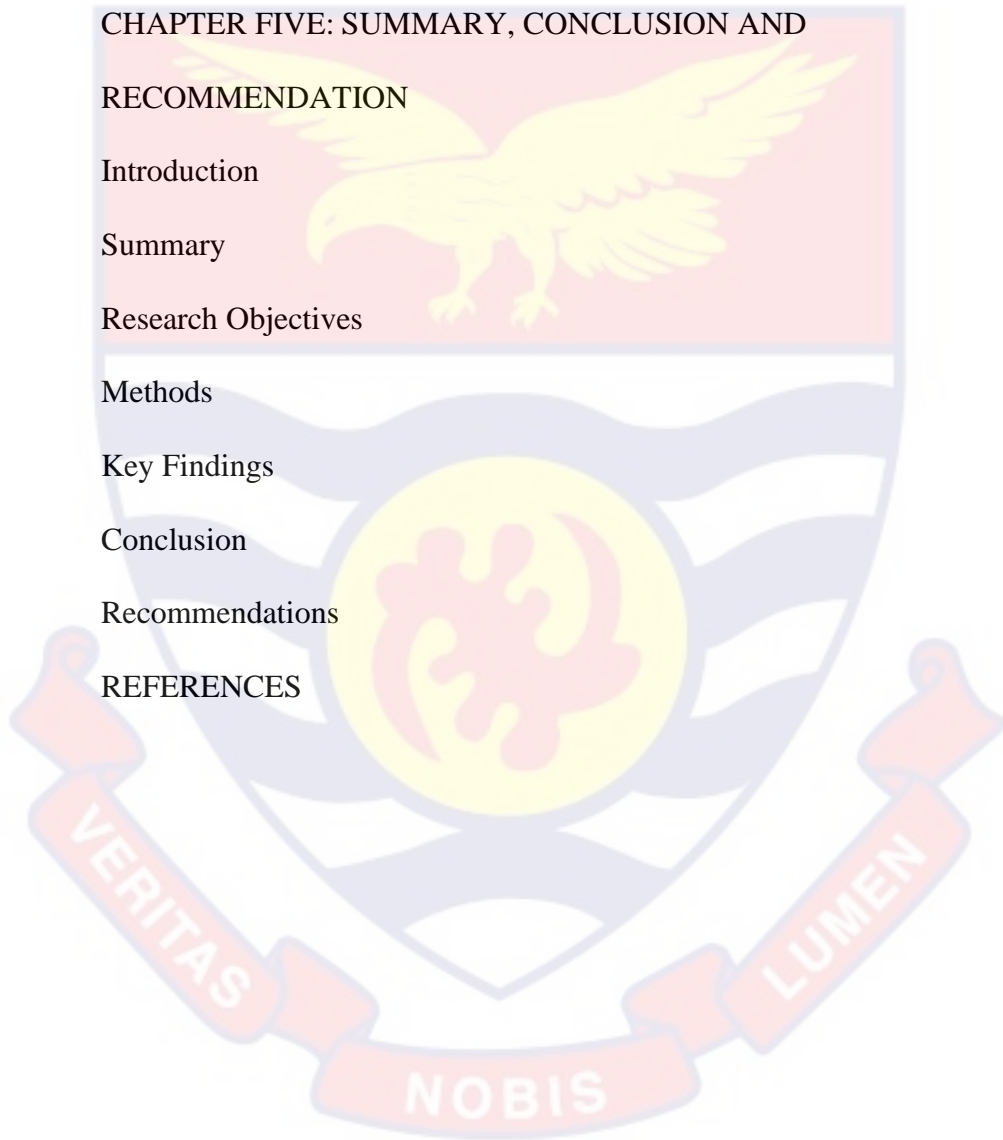 CHAPTER FIVE: SUMMARY, CONCLUSION AND
RECOMMENDATION
Introduction
Summary
Research Objectives
Methods
Key Findings
Conclusion
Recommendations
REFERENCES
VERITAS
NOBIS
LUMEN